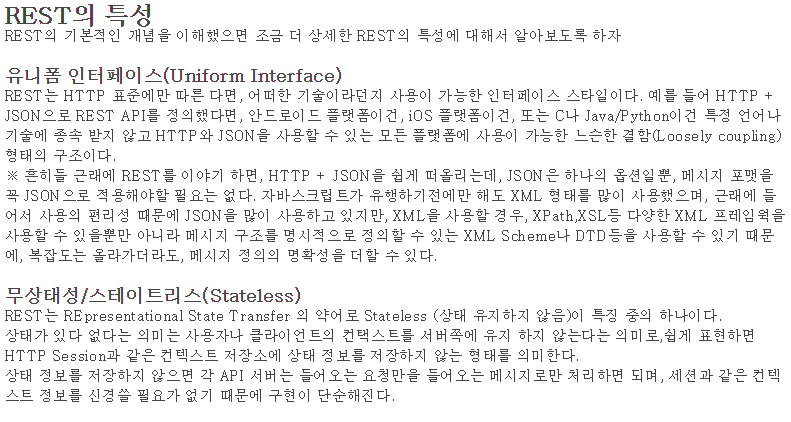 REST의 특성
REST의 기본적인 개념을 이해했으면 조금 더 상세한 REST의 특성에 대해서 알아보도록 하자
유니폼 인터페이스(Uniform Interface)
REST는 HTTP 표준에만 따른 다면, 어떠한 기술이라던지 사용이 가능한 인터페이스 스타일이다. 예를 들어 HTTP +
JSON으로 REST API를 정의했다면, 안드로이드 플랫폼이건, iOS 플랫폼이건, 또는 C나 Java/Python이건 특정 언어나
기술에 종속 받지 않고 HTTP와 JSON을 사용할 수 있는 모든 플랫폼에 사용이 가능한 느슨한 결함(Loosely coupling)
형태의 구조이다.
※ 흔히들 근래에 REST를 이야기 하면, HTTP + JSON을 쉽게 떠올리는데, JSON은 하나의 옵션일뿐, 메시지 포맷을
꼭 JSON으로 적용해야할 필요는 없다. 자바스크립트가 유행하기전에만 해도 XML 형태를 많이 사용했으며, 근래에 들
어서 사용의 편리성 때문에 JSON을 많이 사용하고 있지만, XML을 사용할 경우, XPath,XSL등 다양한 XML 프레임웍을
사용할 수 있을뿐만 아니라 메시지 구조를 명시적으로 정의할 수 있는 XML Scheme나 DTD등을 사용할 수 있기 때문
에, 복잡도는 올라가더라도, 메시지 정의의 명확성을 더할 수 있다.
무상태성/스테이트리스(Stateless)
REST는 REpresentational State Transfer 의 약어로 Stateless (상태 유지하지 않음)이 특징 중의 하나이다.
상태가 있다 없다는 의미는 사용자나 클라이언트의 컨택스트를 서버쪽에 유지 하지 않는다는 의미로,쉽게 표현하면
HTTP Session과 같은 컨텍스트 저장소에 상태 정보를 저장하지 않는 형태를 의미한다.
상태 정보를 저장하지 않으면 각 API 서버는 들어오는 요청만을 들어오는 메시지로만 처리하면 되며, 세션과 같은 컨텍
스트 정보를 신경쓸 필요가 없기 때문에 구현이 단순해진다.